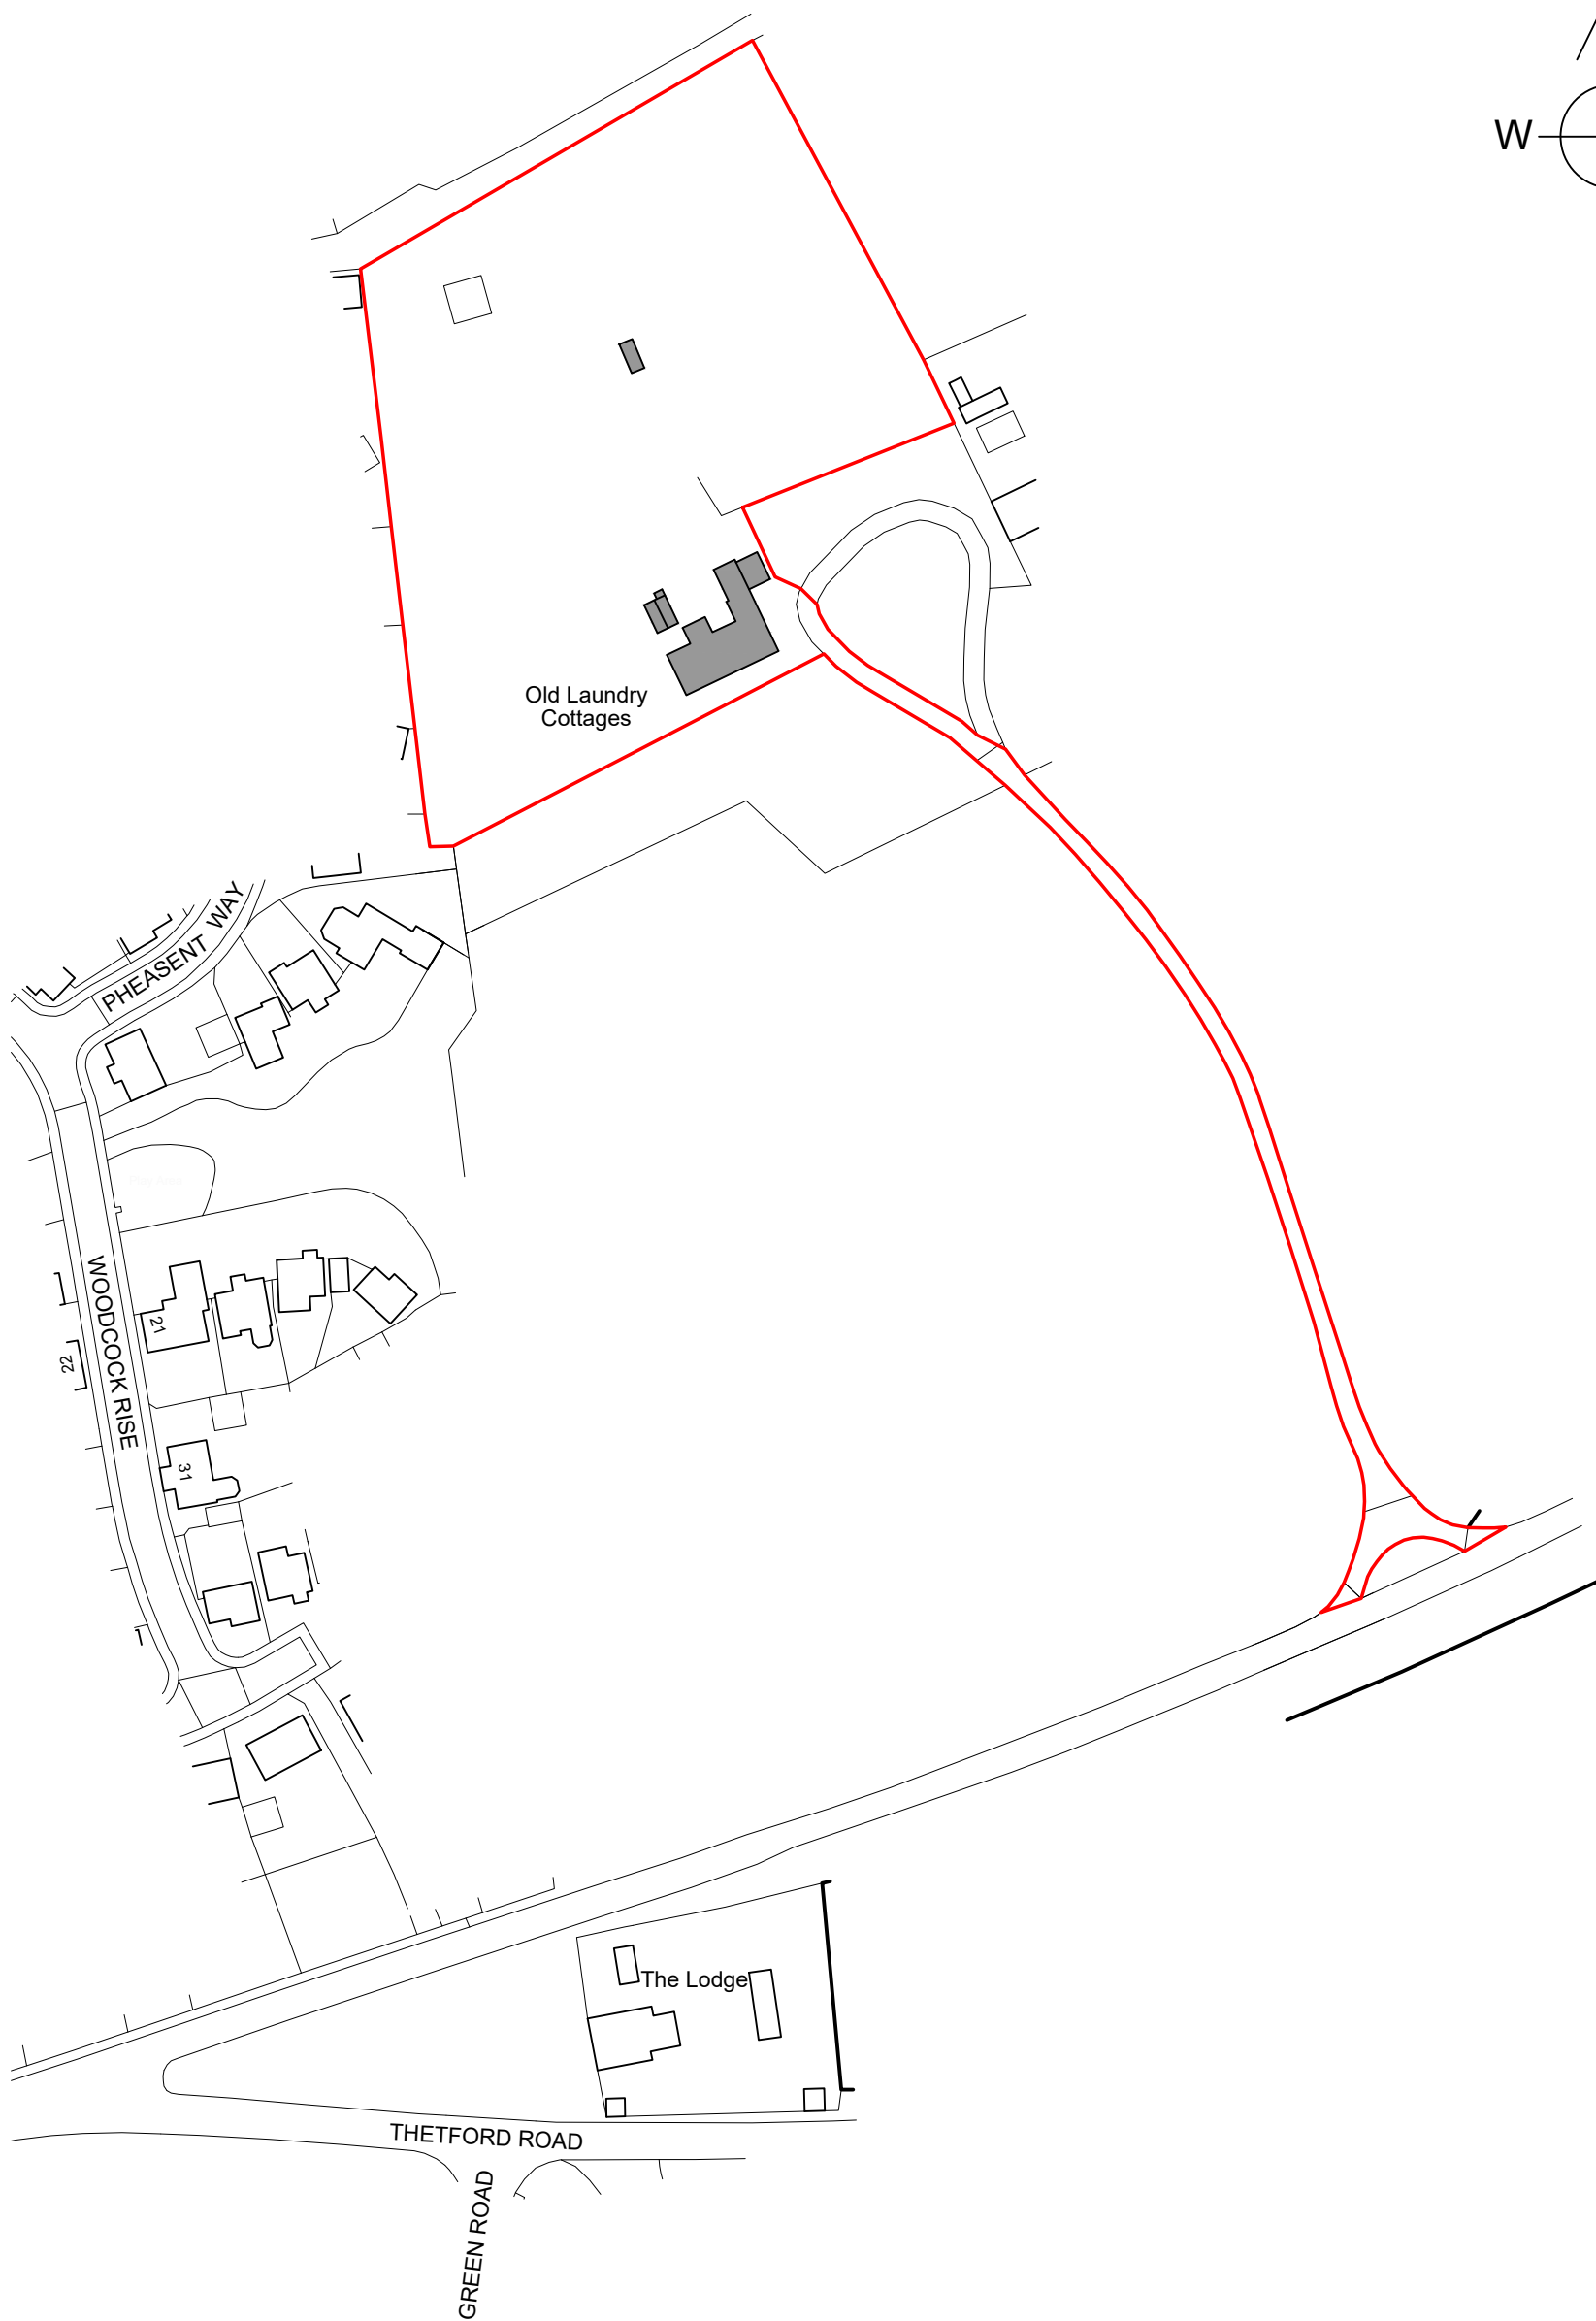 W
Old Laundry
Cottages
PHEASENT WAY
WOODCOCK RISE
21
22
31
The Lodge
THETFORD ROAD
GREEN ROAD